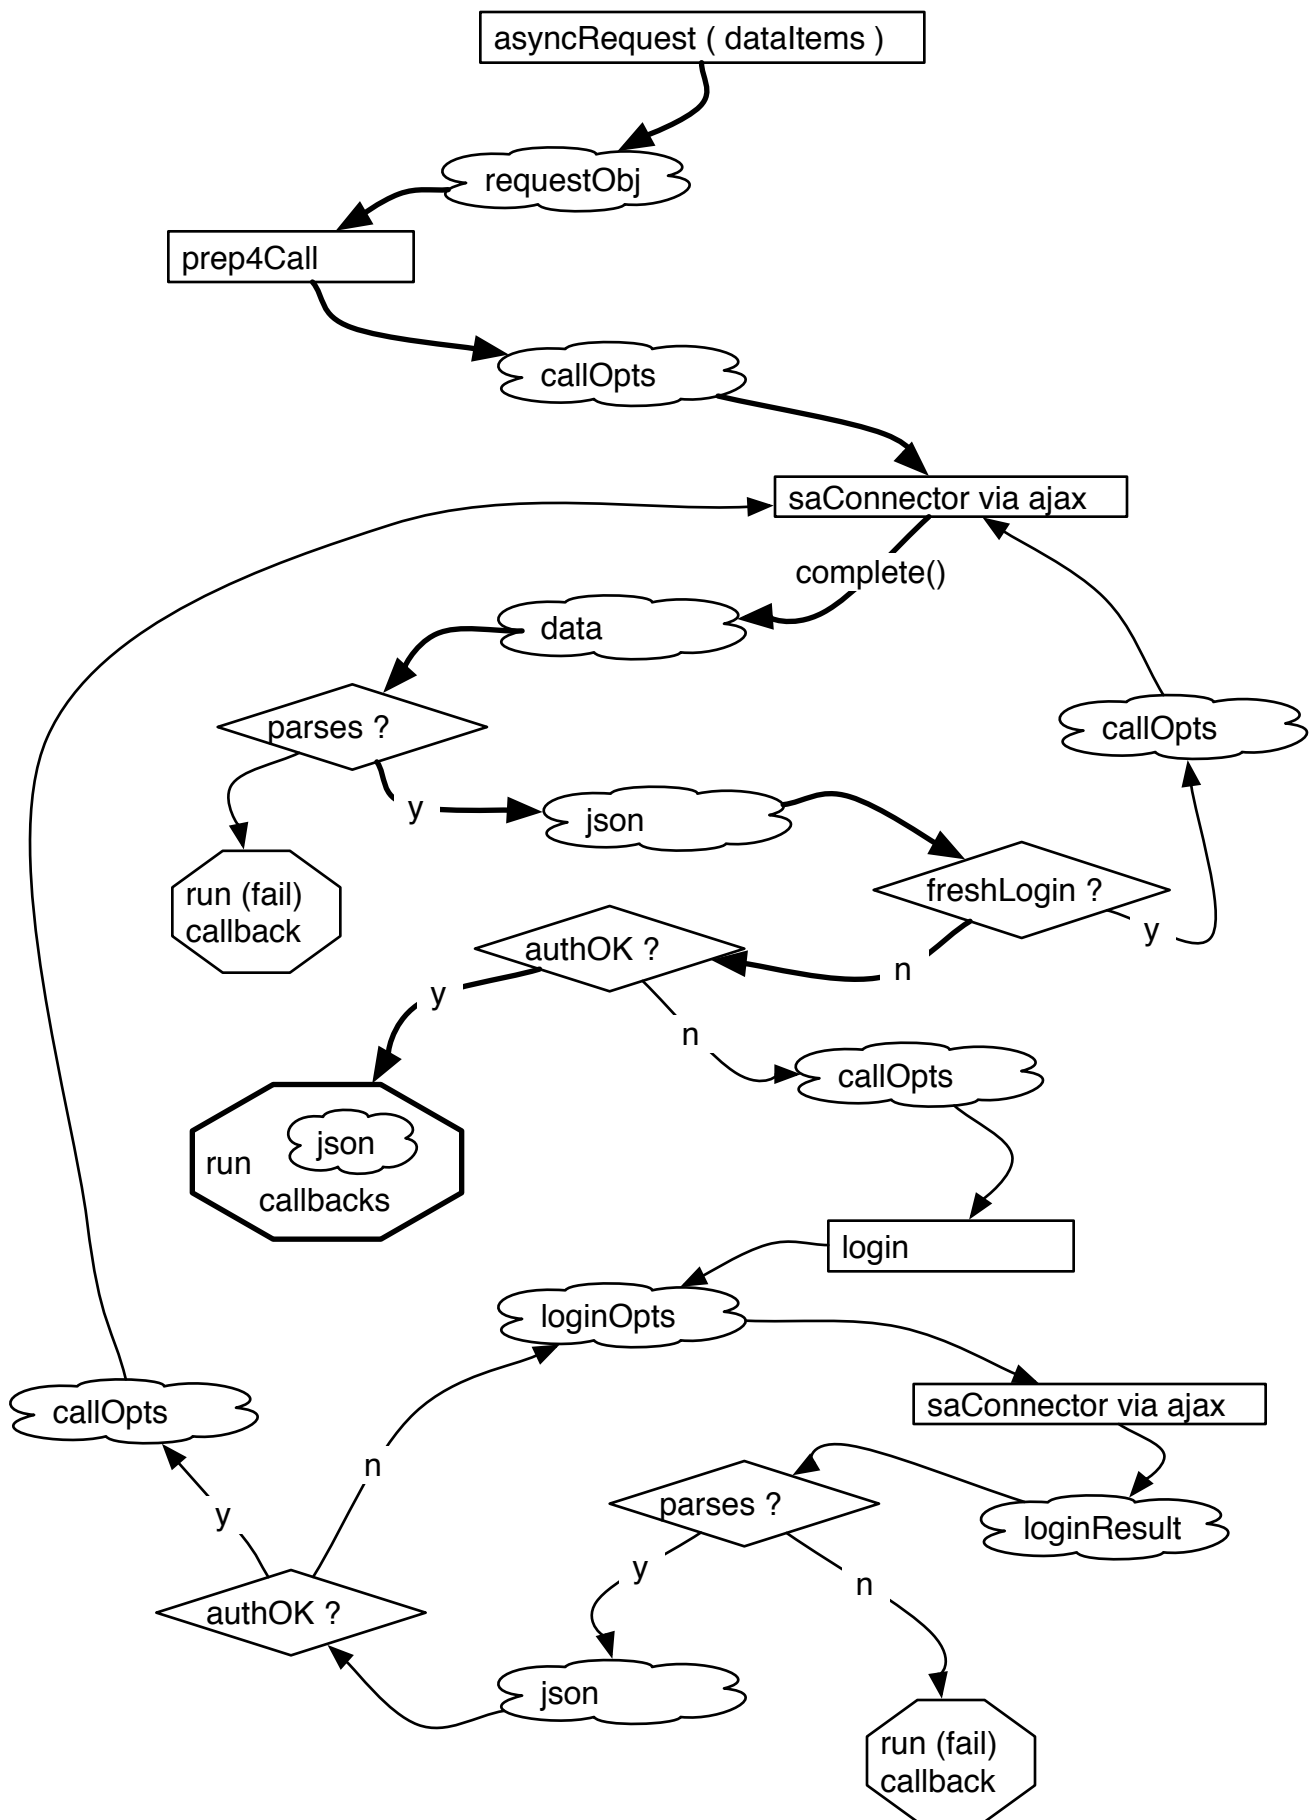 asyncRequest ( dataItems )
requestObj
prep4Call
callOpts
saConnector via ajax
complete()
data
parses ?
callOpts
y
json
run (fail)
callback
freshLogin ?
y
authOK ?
n
y
n
callOpts
json
run
callbacks
login
loginOpts
saConnector via ajax
callOpts
n
parses ?
y
loginResult
y
n
authOK ?
json
run (fail)
callback